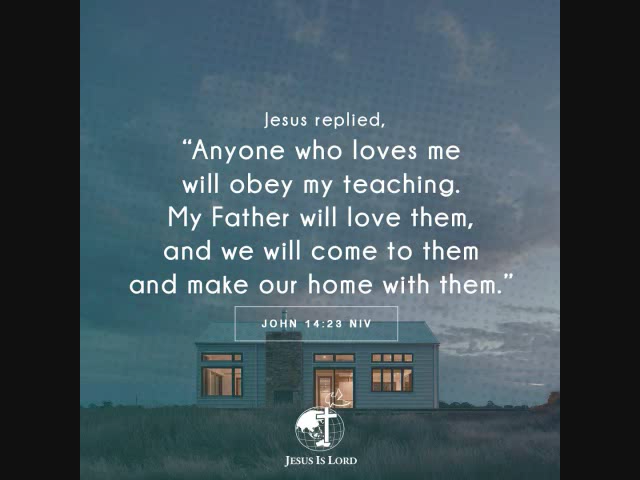 Jesus replied,
“Anyone who loves me
will obey my teaching.
My Father will love them,
and we will come to them
and make our home with them.”
JOHN 14:23 NIV
JESUS IS LORD